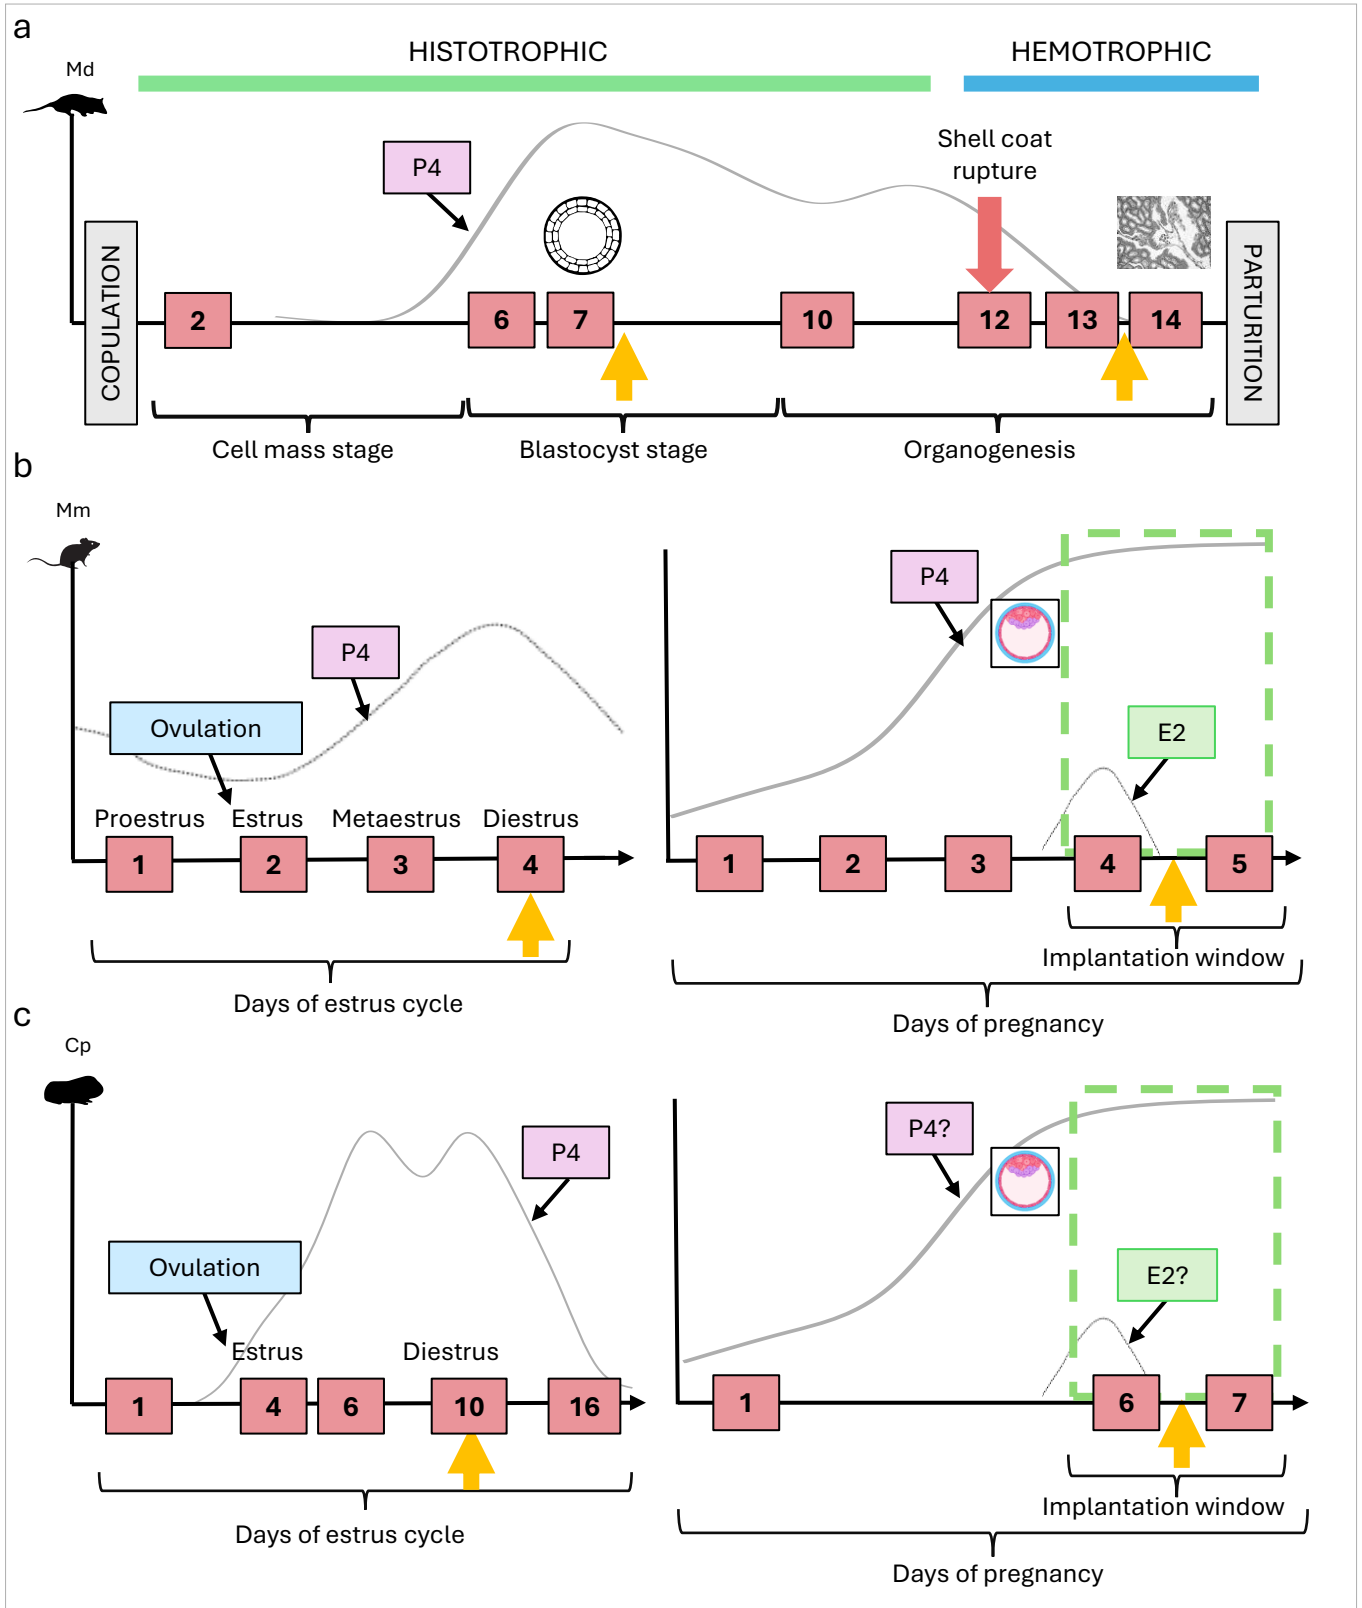 a
HISTOTROPHIC
HEMOTROPHIC
Md
Shell coat
rupture
P4
COPULATION
PARTURITION
2
6
7
10
12
13
14
Cell mass stage
Blastocyst stage
Organogenesis
b
Mm
P4
Ovulation
Proestrus
Estrus
Metaestrus
Diestrus
1
2
3
4
Days of estrus cycle
P4
E2
1
2
3
4
5
Implantation window
Days of pregnancy
c
Cp
P4
Ovulation
Estrus
Diestrus
1
4
6
10
16
Days of estrus cycle
P4?
E2?
1
6
7
Implantation window
Days of pregnancy